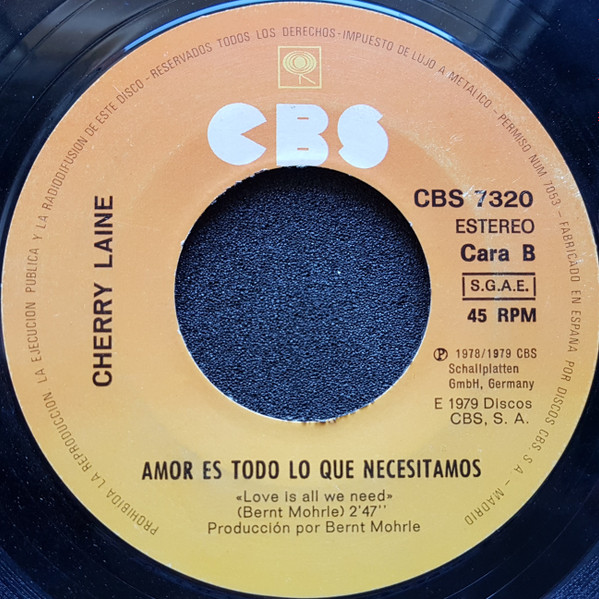 PROHIBIDA LA REPRODUCCION, LA EJECUCION PUBLICA Y LA RADIODIFUSION DE ESTE DISCO - RESERVADOS TODOS LOS DERECHOS - IMPUESTO DE LUJO A METALICO - PERMISO NUM 7053 - FABRICADO EN ESPAÑA POR DISCOS CBS S A - MADRID
CBS
CHERRY LAINE
CBS 7320
ESTEREO
Cara B
S.G.A.E.
45 RPM
Ⓟ 1978/1979 CBS
Schallplatten
GmbH, Germany
E 1979 Discos
CBS, S. A.
AMOR ES TODO LO QUE NECESITAMOS
«Love is all we need»
(Bernt Mohrle) 2'47''
Producción por Bernt Mohrle